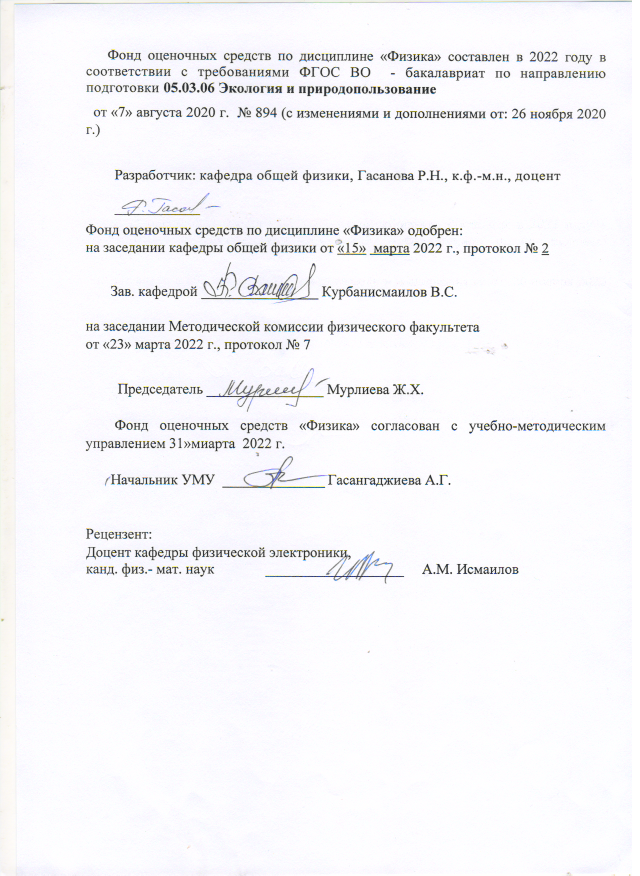 Фонд оценочных средств по дисциплине «Физика» составлен в 2022 году в
соответствии с требованиями ФГОС ВО - бакалавриат по направлению
подготовки 05.03.06 Экология и природопользование
от «7» августа 2020 г. № 894 (с изменениями и дополнениями от: 26 ноября 2020
г.)
Разработчик: кафедра общей физики, Гасанова Р.Н., к.ф.-м.н., доцент
Фонд оценочных средств по дисциплине «Физика» одобрен:
на заседании кафедры общей физики от «15» марта 2022 г., протокол № 2
Зав. кафедрой Курбанисмаилов В.С.
на заседании Методической комиссии физического факультета
от «23» марта 2022 г., протокол № 7
Председатель Мурлиева Ж.Х.
Фонд оценочных средств «Физика» согласован с учебно-методическим
управлением 31»миарта 2022 г.
Начальник УМУ Гасангаджиева А.Г.
Рецензент:
Доцент кафедры физической электроники,
канд. физ.- мат. наук А.М. Исмаилов